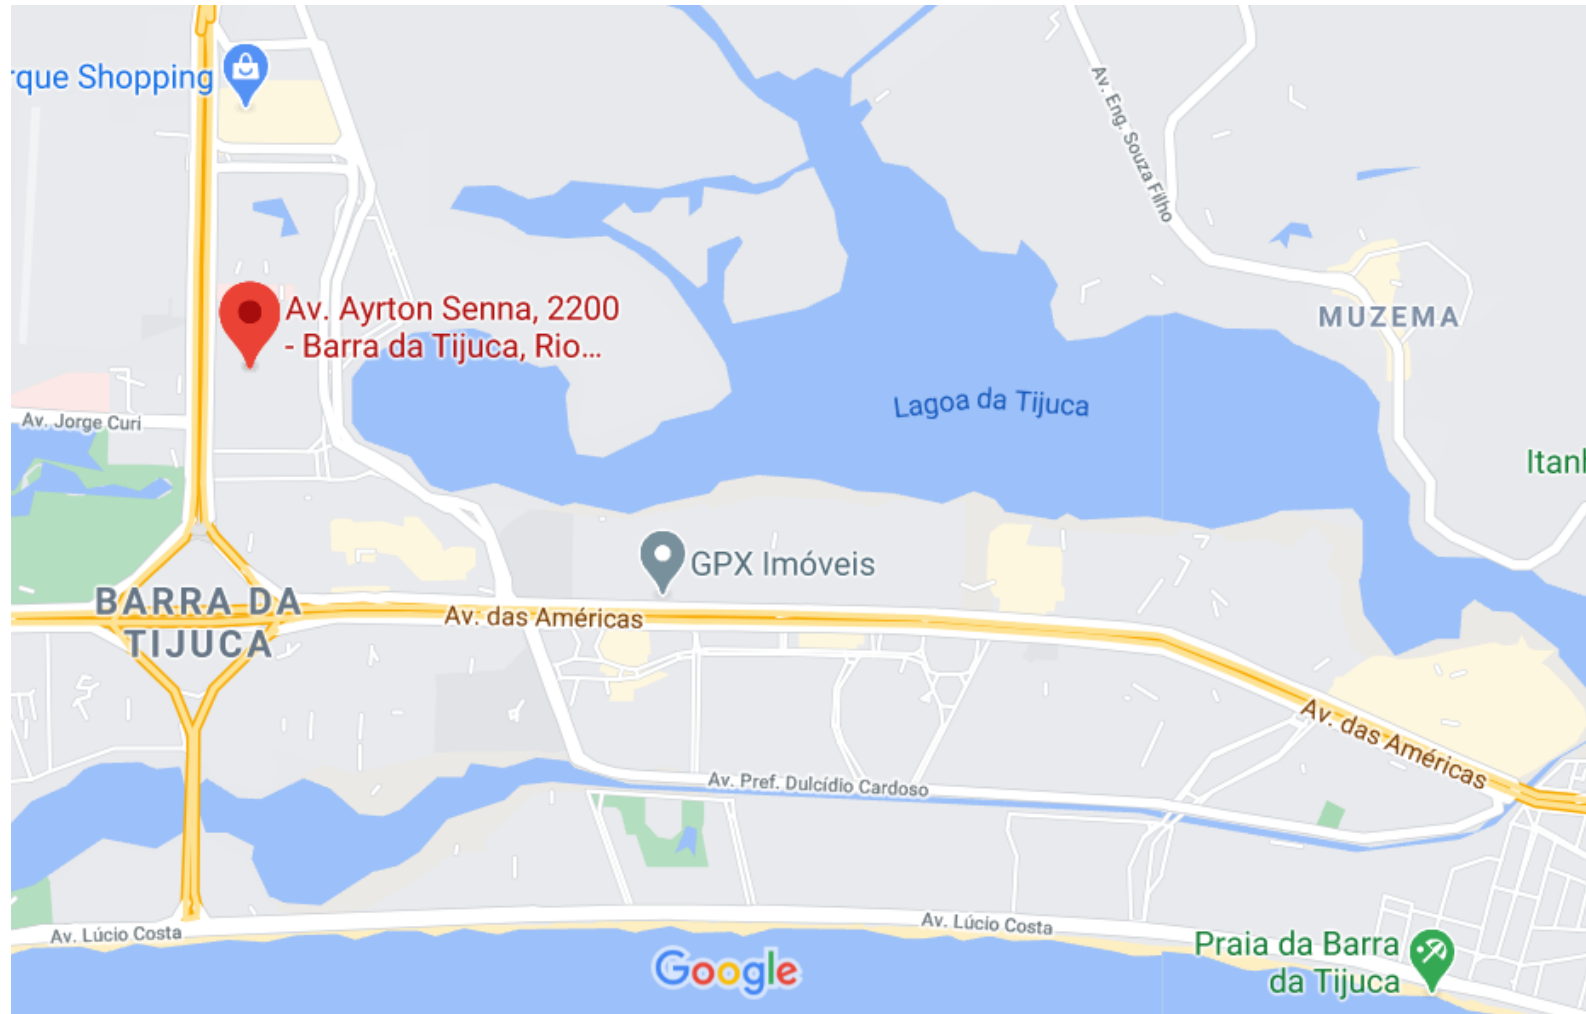 rque Shopping
Av. Eng. Souza Filho
Av. Ayrton Senna, 2200
- Barra da Tijuca, Rio...
MUZEMA
Lagoa da Tijuca
Av. Jorge Curi
Itanh
GPX Imóveis
BARRA DA
TIJUCA
Av. das Américas
Av. das Américas
Av. Pref. Dulcídio Cardoso
Av. Lúcio Costa
Av. Lúcio Costa
Praia da Barra
da Tijuca
Google